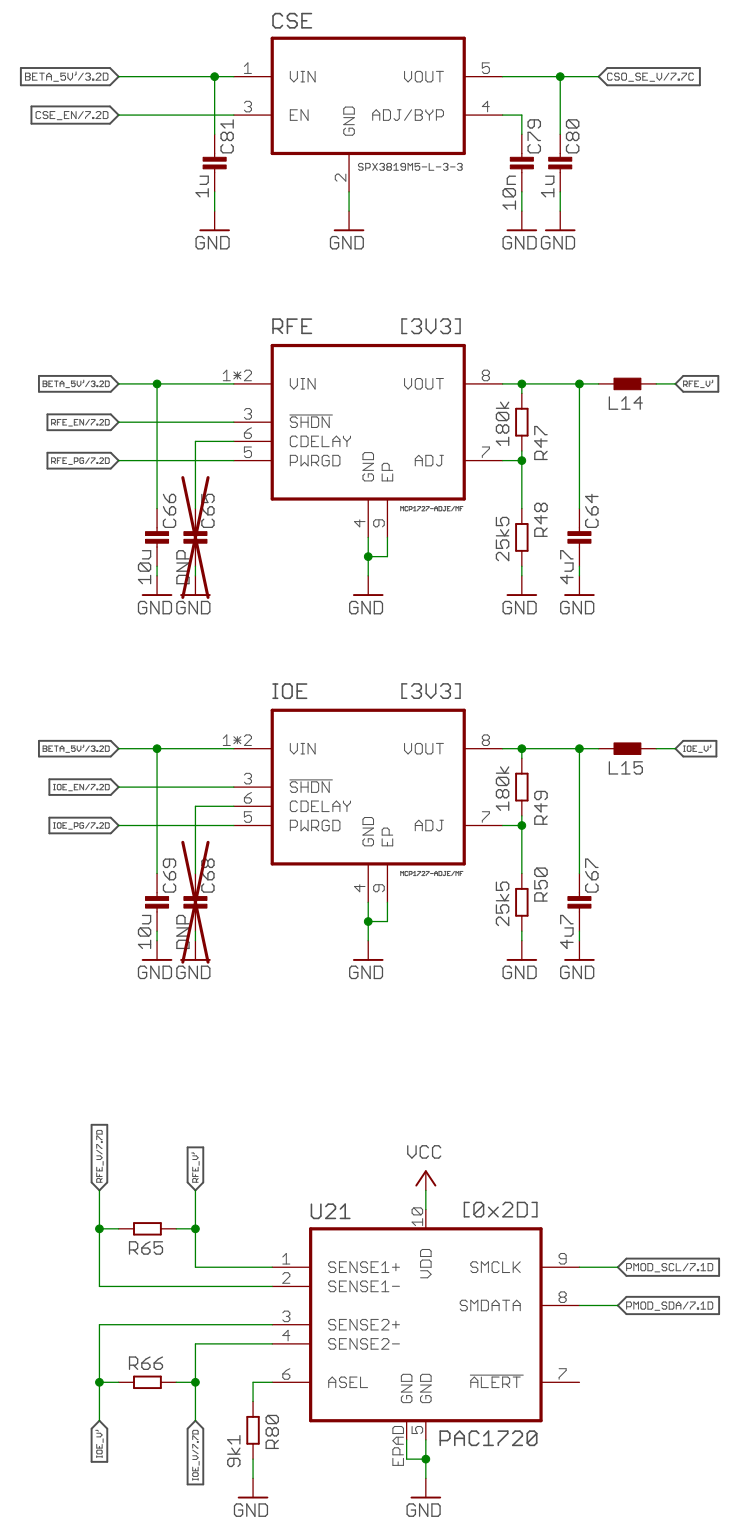 CSE
BETA_5V'/3.2D
1
VIN
VOUT
5
CSO_SE_V/7.7C
CSE_EN/7.2D
3
EN
GND
ADJ/BYP
4
C81
1u
2
SPX3819M5-L-3-3
C79
10n
C80
1u
GND
GND
GND
GND
RFE
[3V3]
BETA_5V'/3.2D
1*2
VIN
VOUT
8
L14
RFE_V'
RFE_EN/7.2D
3
SHDN
6
CDELAY
RFE_PG/7.2D
5
PWRGD
GND
EP
ADJ
7
180k
R47
C66
10u
C65
DNP
4
9
MCP1727-ADJE/MF
25k5
R48
C64
4u7
GND
GND
GND
GND
GND
IOE
[3V3]
BETA_5V'/3.2D
1*2
VIN
VOUT
8
L15
IOE_V'
IOE_EN/7.2D
3
SHDN
6
CDELAY
IOE_PG/7.2D
5
PWRGD
GND
EP
ADJ
7
180k
R49
C69
10u
C68
DNP
4
9
MCP1727-ADJE/MF
25k5
R50
C67
4u7
GND
GND
GND
GND
GND
RFE_V/7.7D
RFE_V'
VCC
R65
U21
10
[0x2D]
1
SENSE1+
VDD
SMCLK
9
PMOD_SCL/7.1D
2
SENSE1-
3
SENSE2+
SMDATA
8
PMOD_SDA/7.1D
4
SENSE2-
R66
6
ASEL
GND
GND
ALERT
7
IOE_V'
IOE_V/7.7D
9k1
R80
EPAD
5
PAC1720
GND
GND